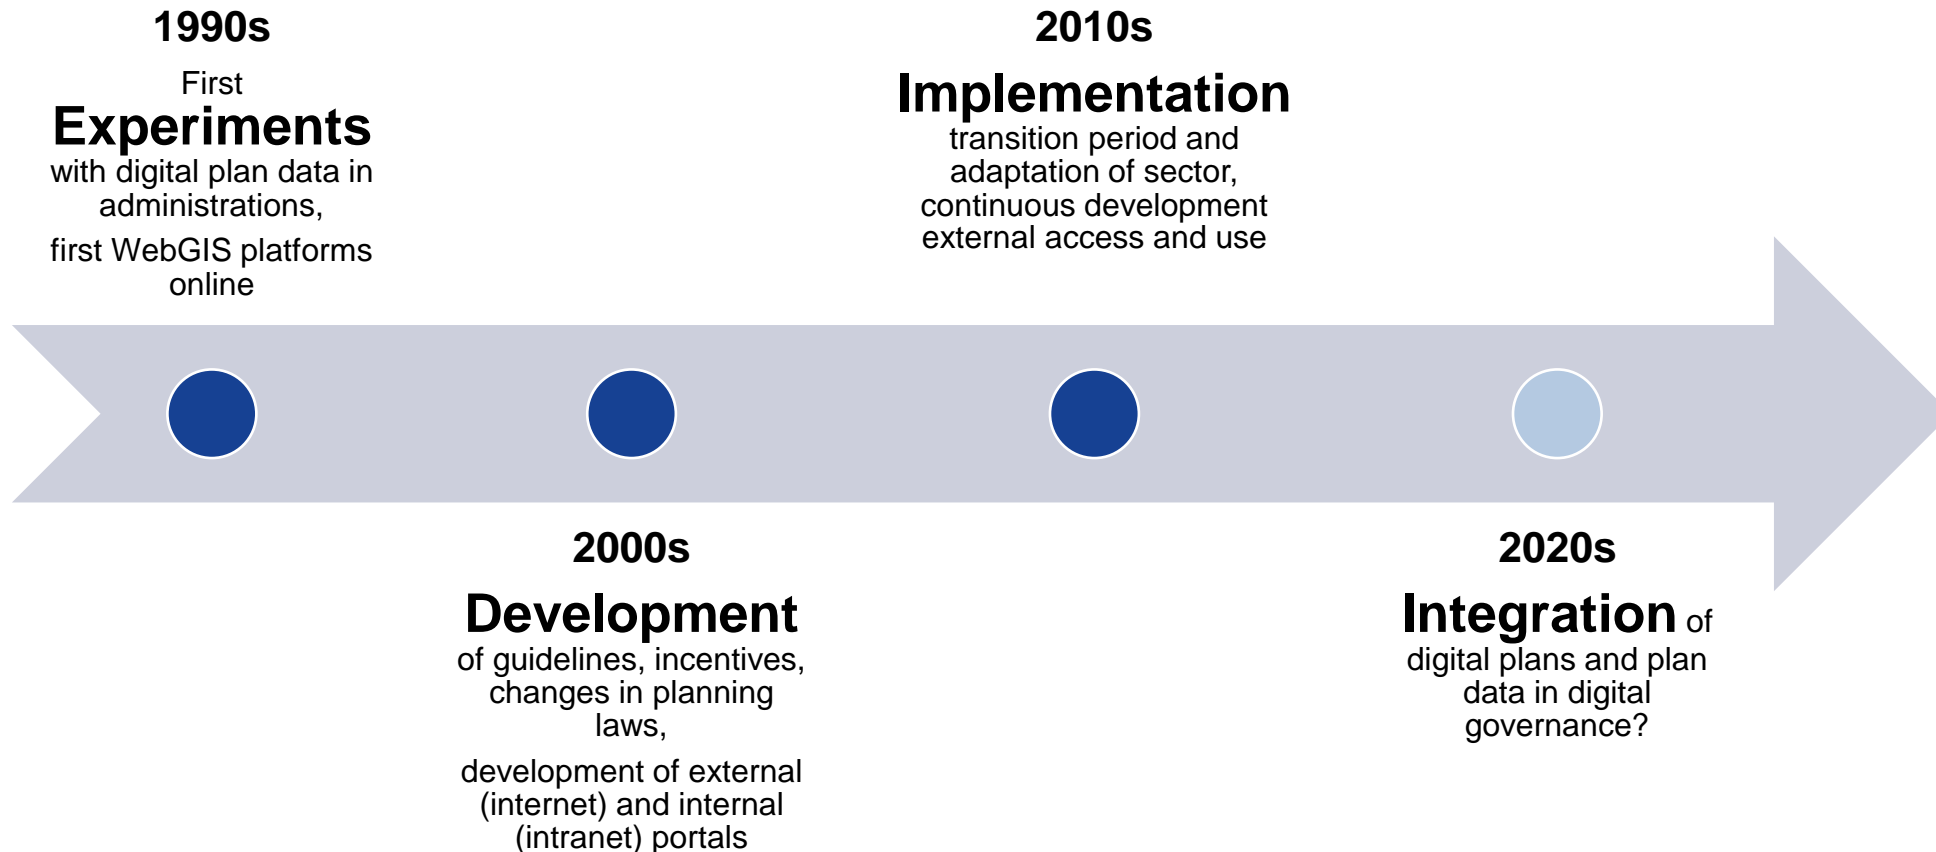 1990s
First
Experiments
with digital plan data in
administrations,
first WebGIS platforms
online
2000s
Development
of guidelines, incentives,
changes in planning
laws,
development of external
(internet) and internal
(intranet) portals
2010s
Implementation
transition period and
adaptation of sector,
continuous development
external access and use
2020s
Integration of
digital plans and plan
data in digital
governance?